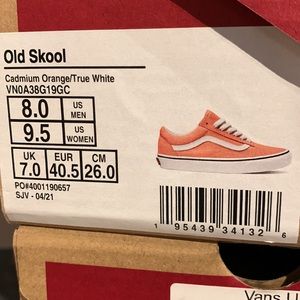 Old Skool
Cadmium Orange/True White
VN0A38G19GC
8.0 US MEN
9.5 US WOMEN
UK EUR CM
7.0 40.5 26.0
PO#4001190657
SJV - 04/21
1 95439 34132 6
Vans U